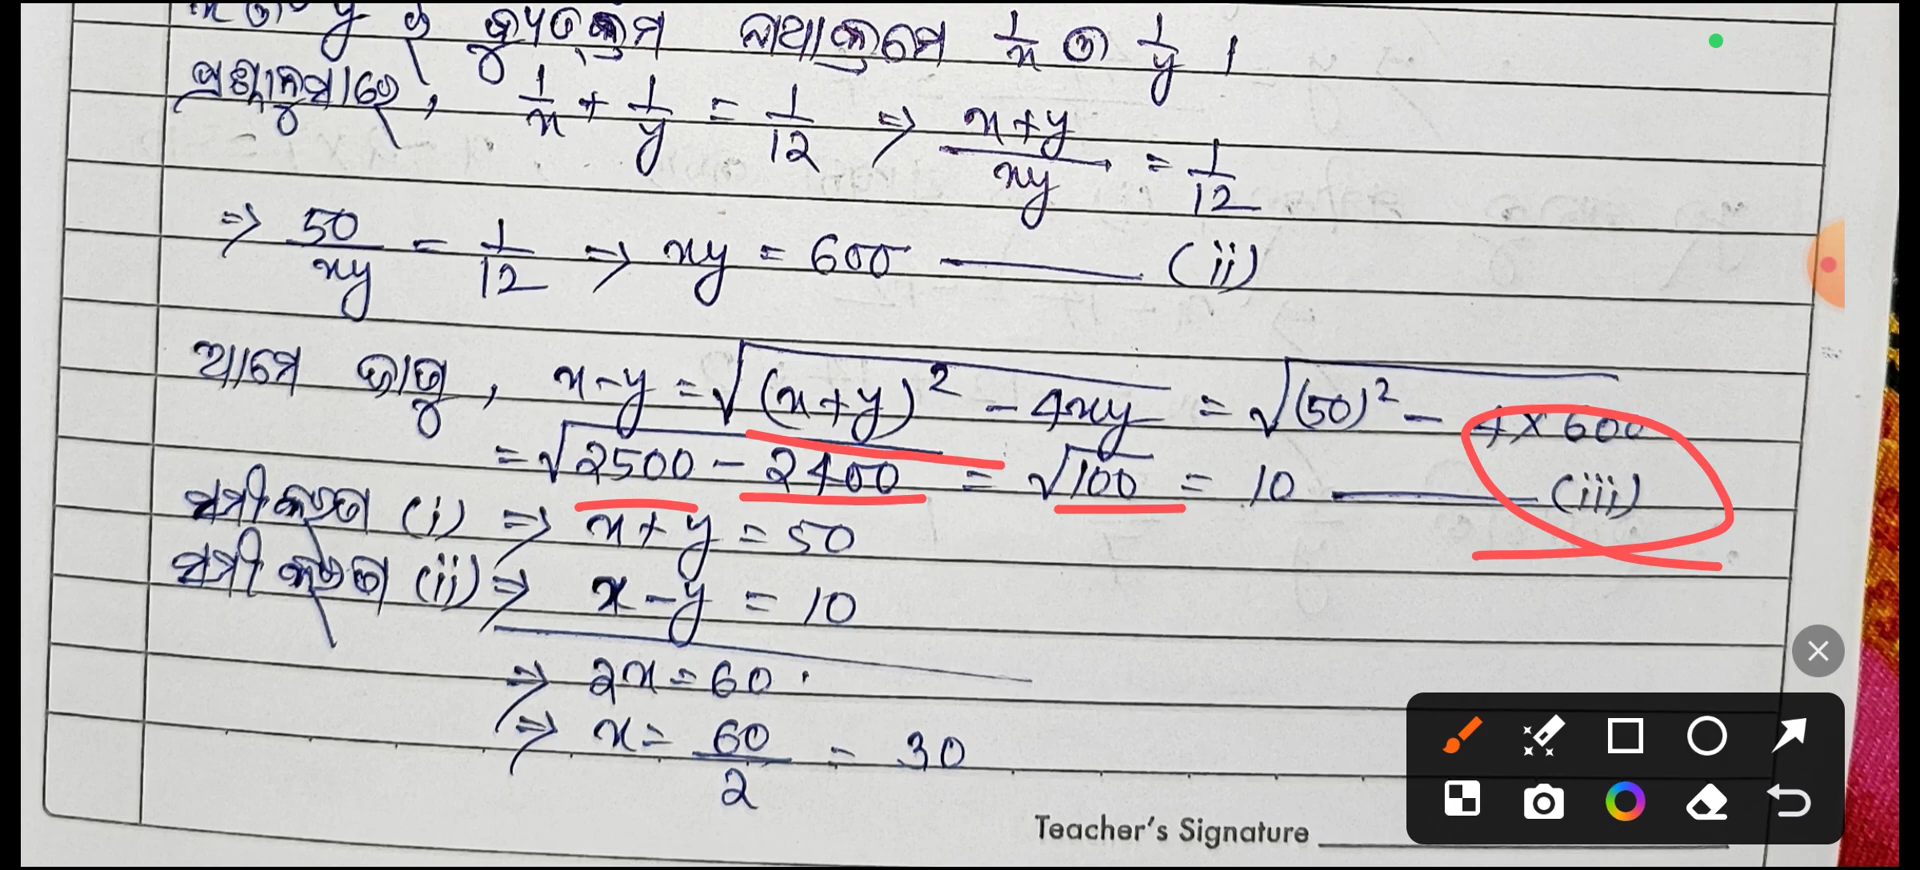 ଓ y ର ବ୍ୟୁତକ୍ରମ ଯଥାକ୍ରମେ 1/x ଓ 1/y ।
ପ୍ରଶ୍ନାନୁସାରେ, 1/x + 1/y = 1/12 ⇒ x+y/xy = 1/12
⇒ 50/xy = 1/12 ⇒ xy = 600 —— (ii)
ଆମେ ଜାଣୁ, x-y = √(x+y)² - 4xy = √(50)² - 4×600
= √2500 - 2400 = √100 = 10 —— (iii)
ସମୀକରଣ (i) ⇒ x+y = 50
ସମୀକରଣ (ii) ⇒ x-y = 10
⇒ 2x = 60
⇒ x = 60/2 = 30
Teacher's Signature